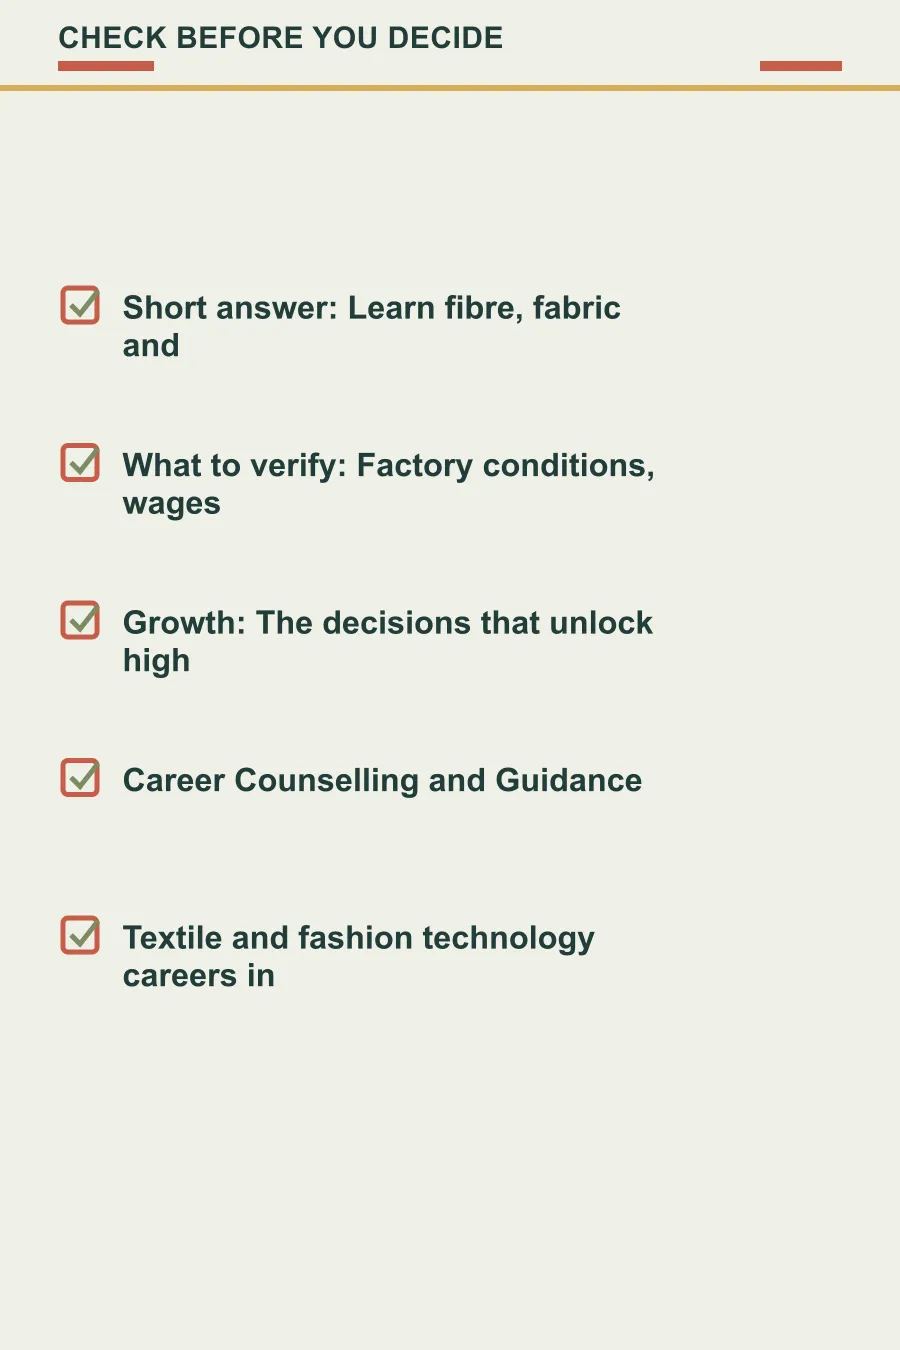 CHECK BEFORE YOU DECIDE
Short answer: Learn fibre, fabric
and
What to verify: Factory conditions,
wages
Growth: The decisions that unlock
high
Career Counselling and Guidance
Textile and fashion technology
careers in